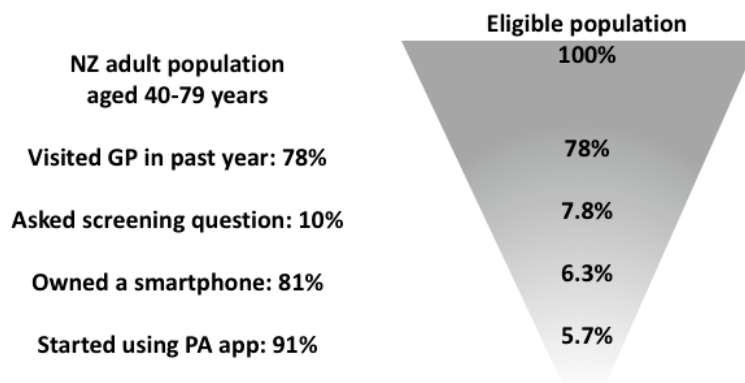 Eligible population
NZ adult population
aged 40-79 years
100%
Visited GP in past year: 78%
78%
Asked screening question: 10%
7.8%
Owned a smartphone: 81%
6.3%
Started using PA app: 91%
5.7%